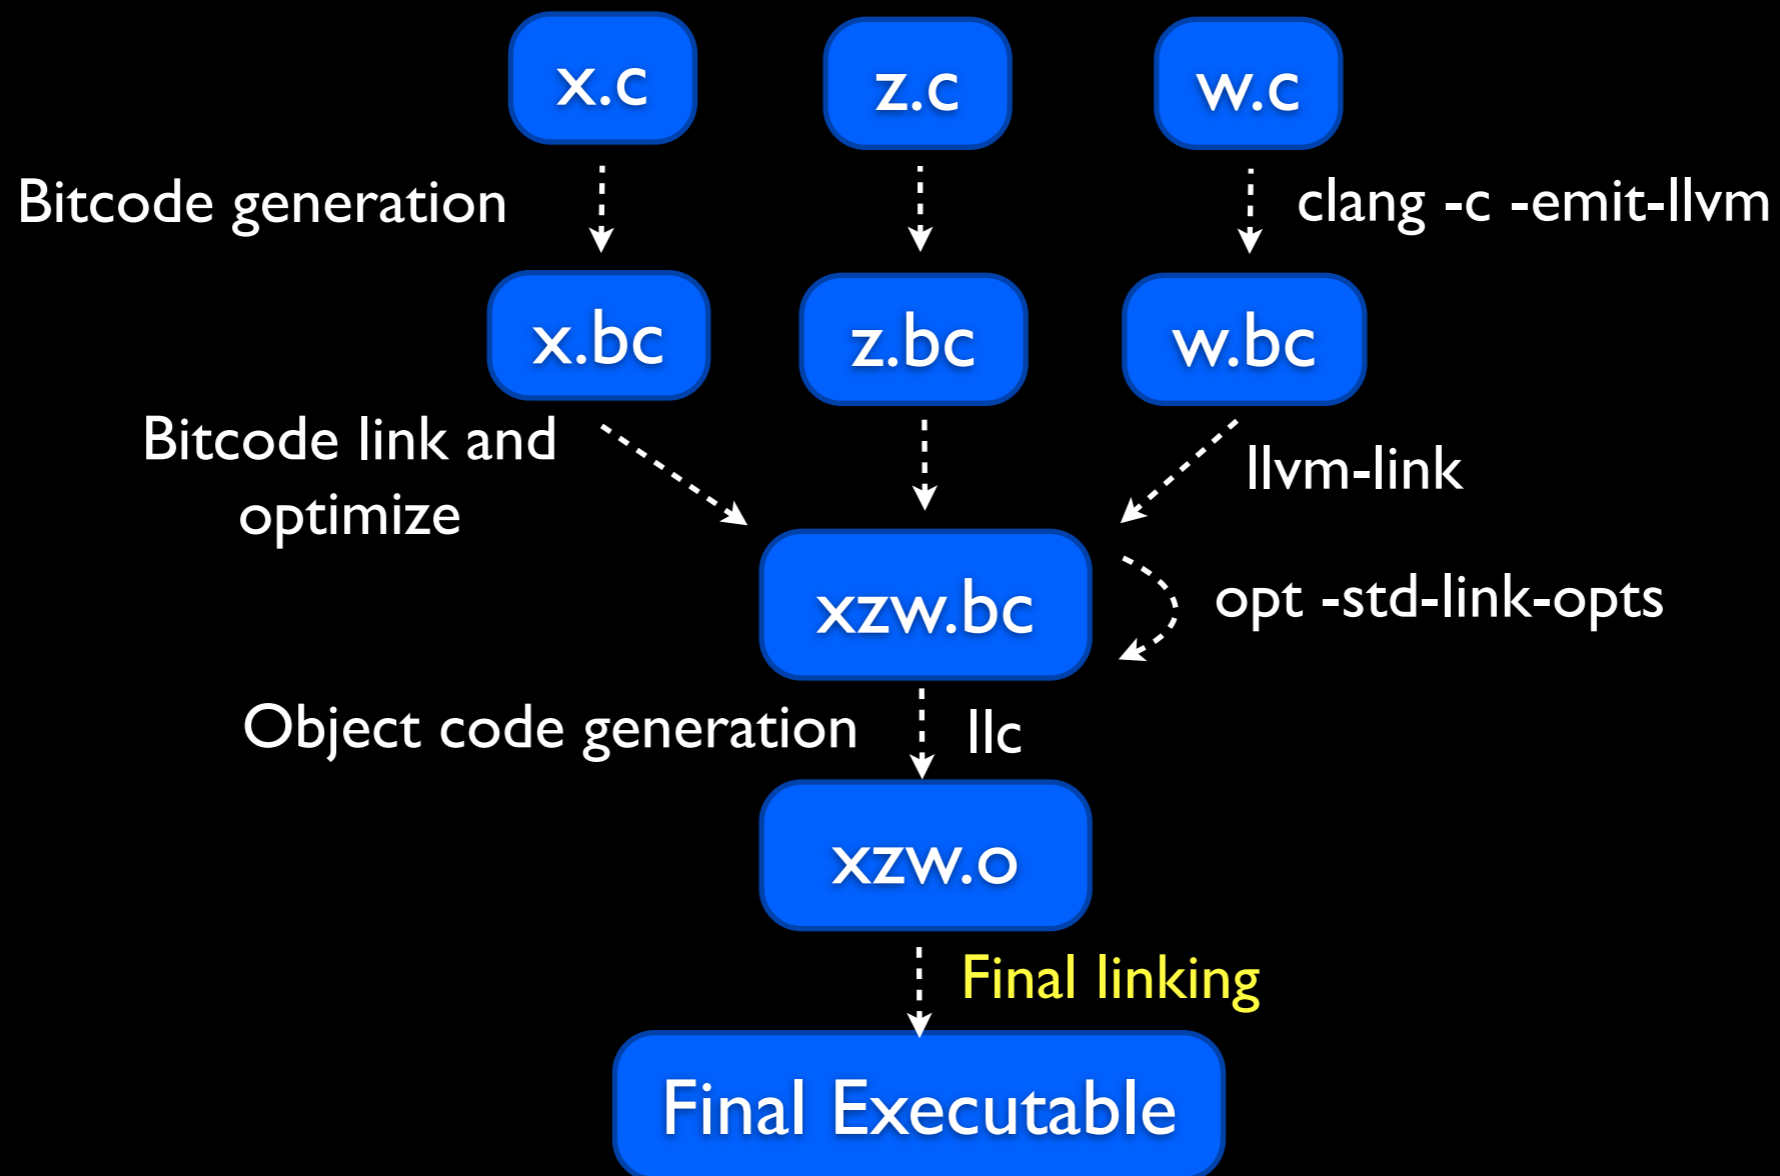 x.c
z.c
w.c
Bitcode generation
clang -c -emit-llvm
x.bc
z.bc
w.bc
Bitcode link and
optimize
llvm-link
xzw.bc
opt -std-link-opts
Object code generation
llc
xzw.o
Final linking
Final Executable